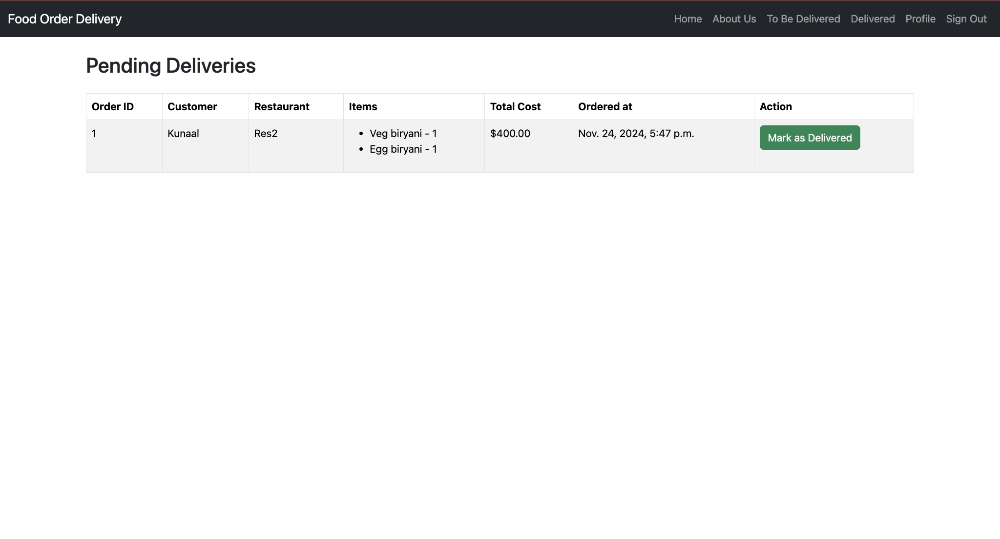 Food Order Delivery Home About Us To Be Delivered Delivered Profile Sign Out
Pending Deliveries
Order ID Customer Restaurant Items Total Cost Ordered at Action
1 Kunaal Res2 • Veg biryani - 1 $400.00 Nov. 24, 2024, 5:47 p.m. Mark as Delivered
• Egg biryani - 1